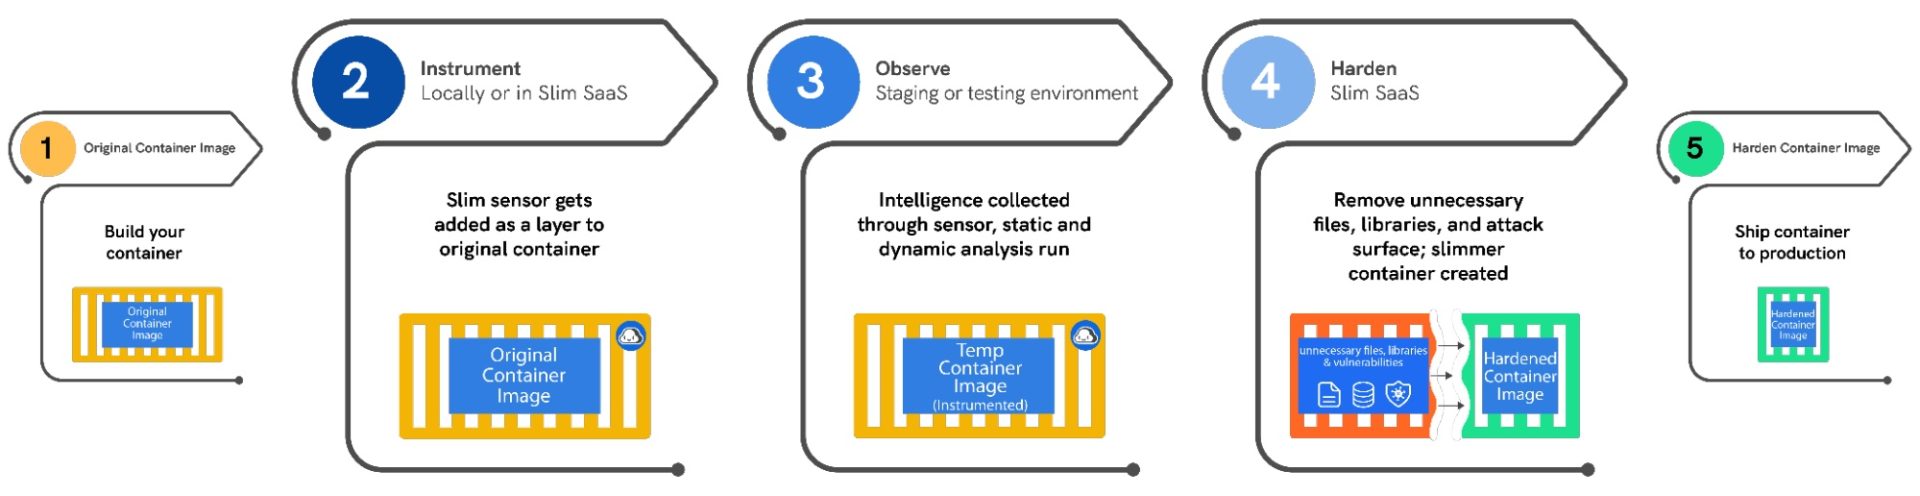 1
Original Container Image
Build your
container
Original
Container
Image
2
Instrument
Locally or in Slim SaaS
Slim sensor gets
added as a layer to
original container
Original
Container
Image
3
Observe
Staging or testing environment
Intelligence collected
through sensor, static and
dynamic analysis run
Temp
Container
Image
(Instrumented)
4
Harden
Slim SaaS
Remove unnecessary
files, libraries, and attack
surface; slimmer
container created
unnecessary files, libraries
& vulnerabilities
Hardened
Container
Image
5
Harden Container Image
Ship container
to production
Hardened
Container
Image